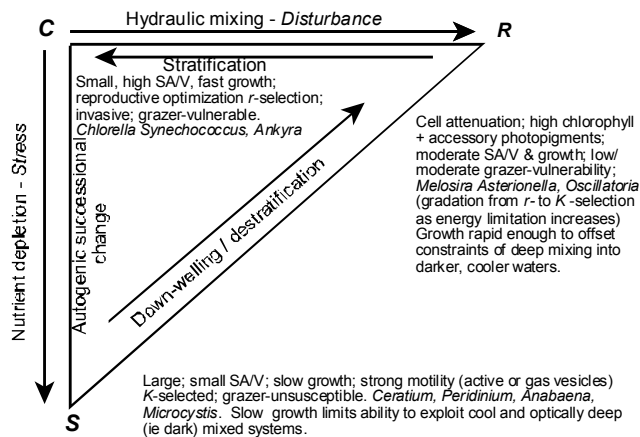 C
Hydraulic mixing - Disturbance
R
Stratification
Small, high SA/V, fast growth;
reproductive optimization r-selection;
invasive; grazer-vulnerable.
Chlorella Synechococcus, Ankyra
Nutrient depletion - Stress
Autogenic successional
change
Down-welling / destratification
Cell attenuation; high chlorophyll
+ accessory photopigments;
moderate SA/V & growth; low/
moderate grazer-vulnerability;
Melosira Asterionella, Oscillatoria
(gradation from r- to K -selection
as energy limitation increases)
Growth rapid enough to offset
constraints of deep mixing into
darker, cooler waters.
S
Large; small SA/V; slow growth; strong motility (active or gas vesicles)
K-selected; grazer-unsusceptible. Ceratium, Peridinium, Anabaena,
Microcystis. Slow growth limits ability to exploit cool and optically deep
(ie dark) mixed systems.